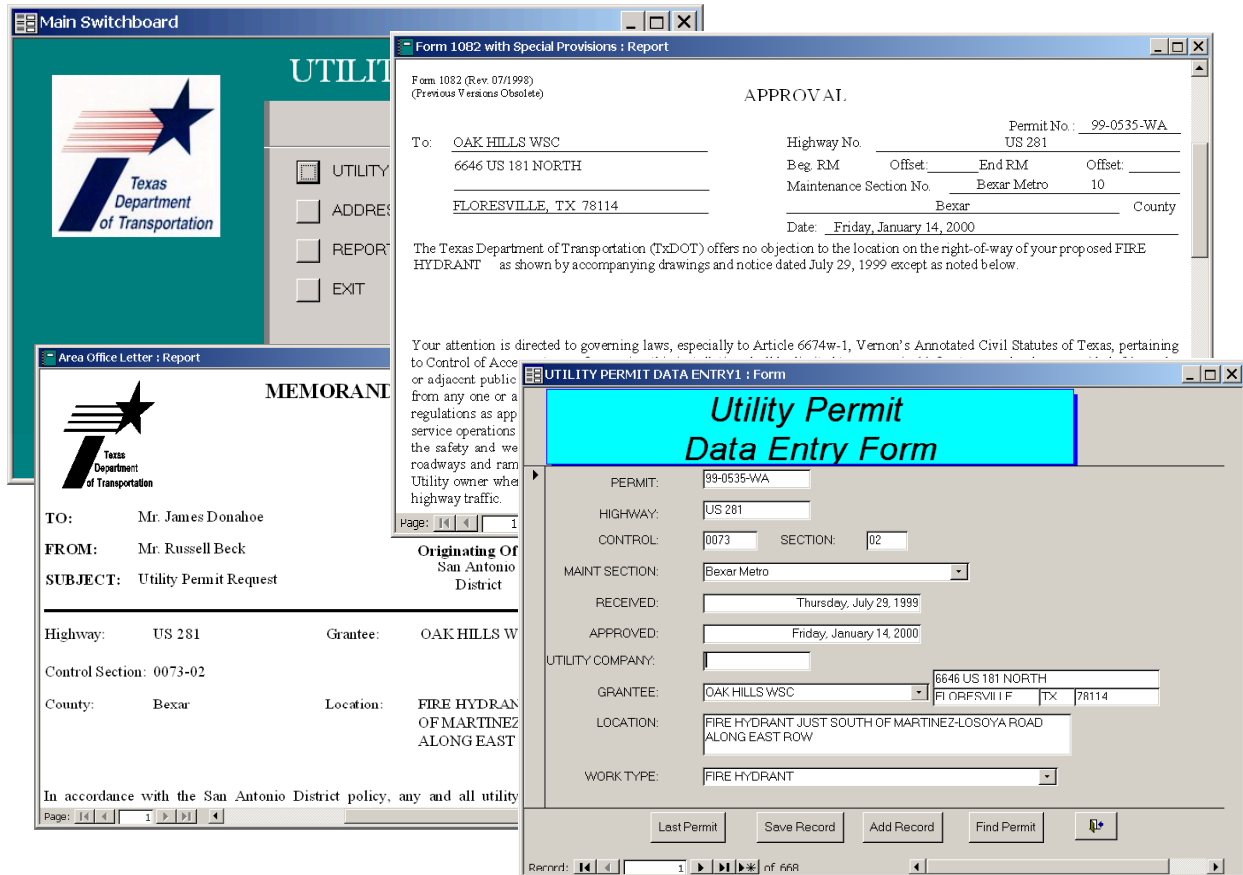 Main Switchboard
UTILIT
Texas
Department
of Transportation
UTILITY
ADDRES
REPORT
EXIT
Form 1082 with Special Provisions : Report
Form 1082 (Rev. 07/1998)
(Previous Versions Obsolete)
APPROVAL
Permit No.: 99-0535-WA
To: OAK HILLS WSC
Highway No. US 281
6646 US 181 NORTH
Beg. RM Offset: End RM Offset:
Maintenance Section No. Bexar Metro 10
FLORESVILLE, TX 78114
Bexar County
Date: Friday, January 14, 2000
The Texas Department of Transportation (TxDOT) offers no objection to the location on the right-of-way of your proposed FIRE
HYDRANT as shown by accompanying drawings and notice dated July 29, 1999 except as noted below.
Your attention is directed to governing laws, especially to Article 6674w-1, Vernon's Annotated Civil Statutes of Texas, pertaining
to Control of Acce
or adjacent public
from any one or a
regulations as app
service operations
the safety and we
roadways and ram
Utility owner whe
highway traffic.
Page: 1
Area Office Letter : Report
MEMORAND
Texas
Department
of Transportation
TO: Mr. James Donahoe
FROM: Mr. Russell Beck
Originating Of
San Antonio
District
SUBJECT: Utility Permit Request
Highway: US 281 Grantee: OAK HILLS W
Control Section: 0073-02
County: Bexar Location: FIRE HYDRAN
OF MARTINEZ
ALONG EAST
In accordance with the San Antonio District policy, any and all utility
Page: 1
UTILITY PERMIT DATA ENTRY1 : Form
Utility Permit
Data Entry Form
PERMIT: 99-0535-WA
HIGHWAY: US 281
CONTROL: 0073 SECTION: 02
MAINT SECTION: Bexar Metro
RECEIVED: Thursday, July 29, 1999
APPROVED: Friday, January 14, 2000
UTILITY COMPANY:
GRANTEE: OAK HILLS WSC
6646 US 181 NORTH
FLORESVILLE TX 78114
LOCATION: FIRE HYDRANT JUST SOUTH OF MARTINEZ-LOSOYA ROAD
ALONG EAST ROW
WORK TYPE: FIRE HYDRANT
Last Permit Save Record Add Record Find Permit
Record: 1 of 668